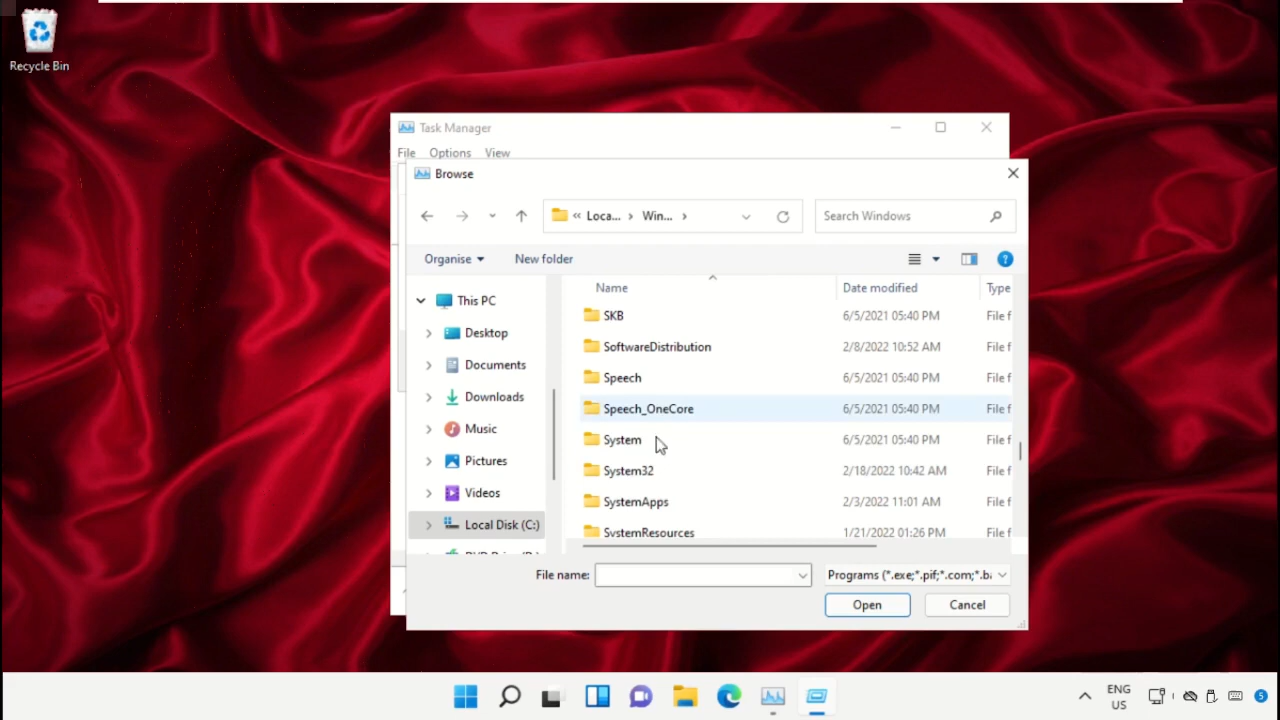 Recycle Bin
Task Manager
File Options View
Browse
« Loca... › Win... ›
Search Windows
Organise New folder
Name Date modified Type
This PC
Desktop
Documents
Downloads
Music
Pictures
Videos
Local Disk (C:)
SKB 6/5/2021 05:40 PM File f
SoftwareDistribution 2/8/2022 10:52 AM File f
Speech 6/5/2021 05:40 PM File f
Speech_OneCore 6/5/2021 05:40 PM File f
System 6/5/2021 05:40 PM File f
System32 2/18/2022 10:42 AM File f
SystemApps 2/3/2022 11:01 AM File f
SystemResources 1/21/2022 01:26 PM File f
File name: Programs (*.exe;*.pif;*.com;*.ba
Open Cancel
ENG
US
5